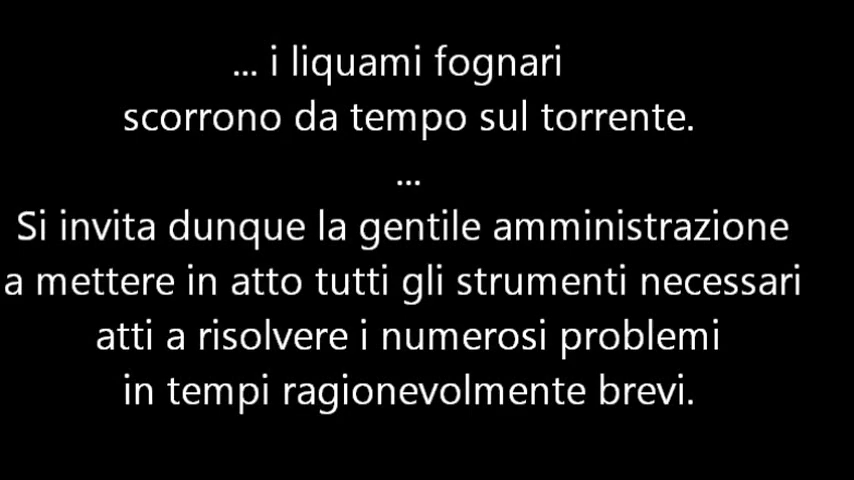 ... i liquami fognari
scorrono da tempo sul torrente.
...
Si invita dunque la gentile amministrazione
a mettere in atto tutti gli strumenti necessari
atti a risolvere i numerosi problemi
in tempi ragionevolmente brevi.